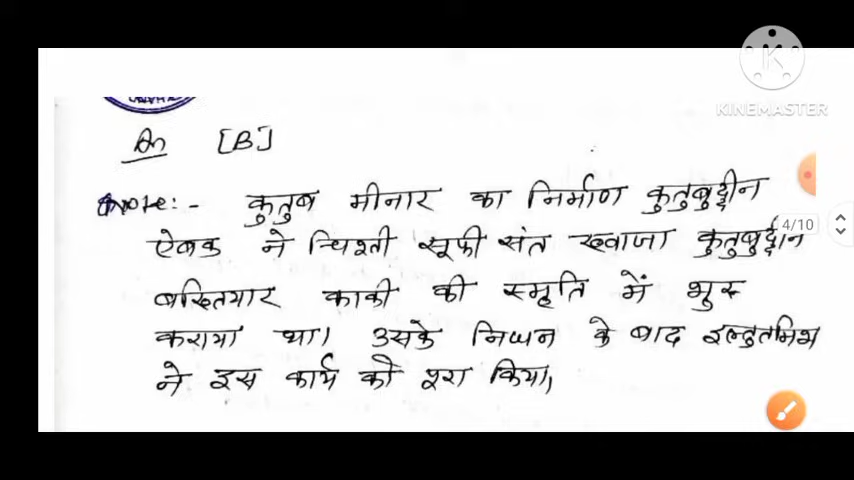 KINEMASTER
An [B]
Note:- कुतुब मीनार का निर्माण कुतुबुद्दीन
4/10
ऐबक ने चिश्ती सूफी संत ख्वाजा कुतुबुद्दीन
बख्तियार काकी की स्मृति में शुरू
कराया था। उसके निधन के बाद इल्तुतमिश
ने इस कार्य को पूरा किया।